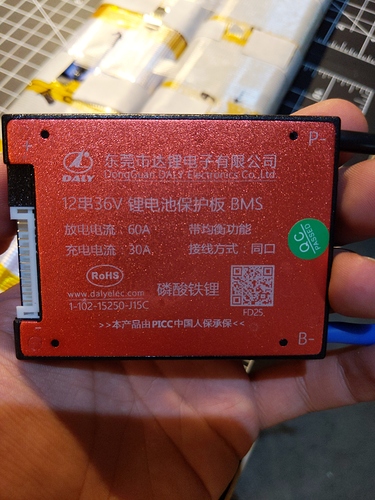 +
P-
DALY
东莞市达锂电子有限公司
DongGuan DALY Electronics Co.,Ltd.
12串36V 锂电池保护板 BMS
放电电流：60A 带均衡功能
充电电流：30A 接线方式：同口
QC
PASSED
RoHS
www.dalyelec.com
1-102-15250-J15C
磷酸铁锂
FD25
>>本产品由PICC中国人保承保<<
B-